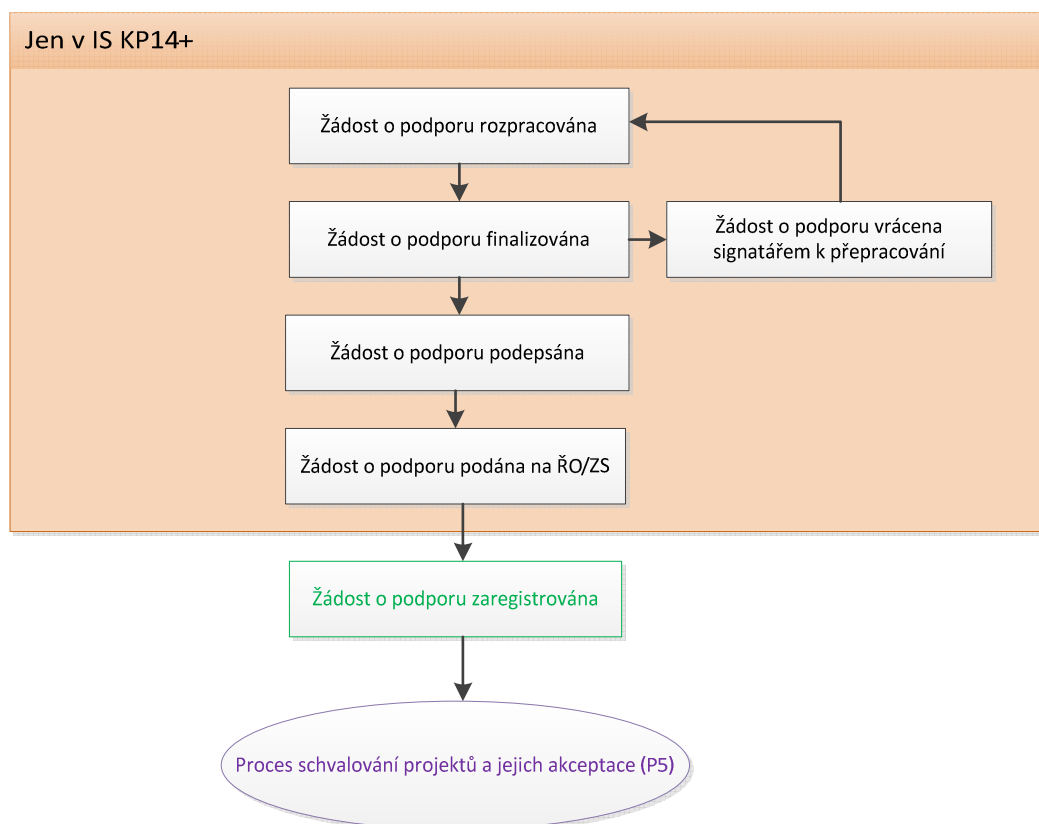 Jen v IS KP14+
Žádost o podporu rozpracována
Žádost o podporu finalizována
Žádost o podporu vrácena
signatářem k přepracování
Žádost o podporu podepsána
Žádost o podporu podána na ŘO/ZS
Žádost o podporu zaregistrována
Proces schvalování projektů a jejich akceptace (P5)